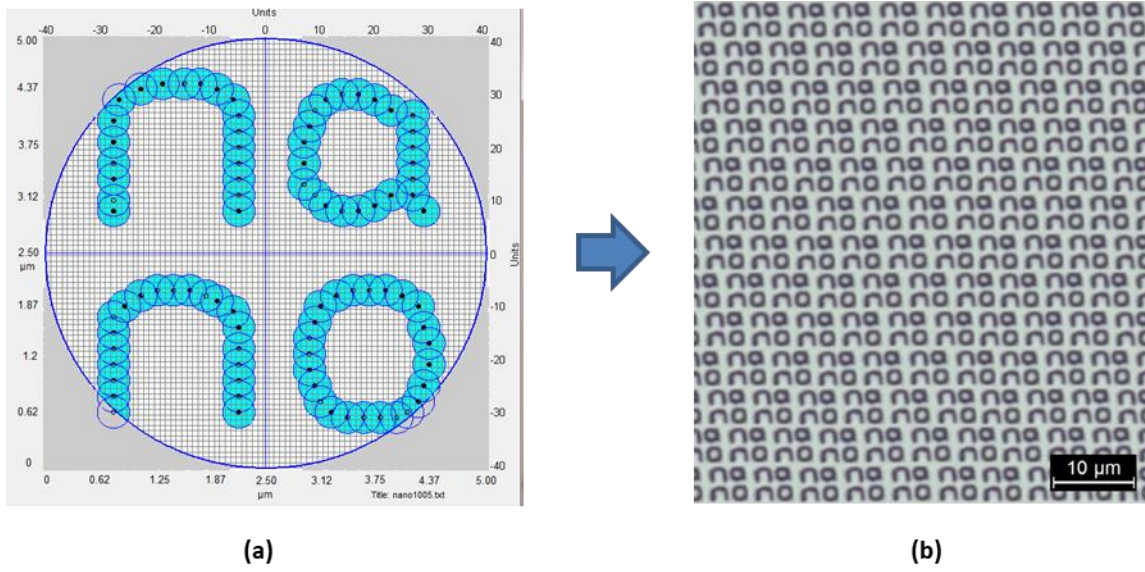 Units
-40 -30 -20 -10 0 10 20 30 40
5.00 40
4.37 30
3.75 20
3.12 10
2.50 0
µm Units
1.87 -10
1.2 -20
0.62 -30
0 -40
0 0.62 1.25 1.87 2.50 3.12 3.75 4.37 5.00
µm
Title: nano1005.txt
na
no
10 µm
(a) (b)